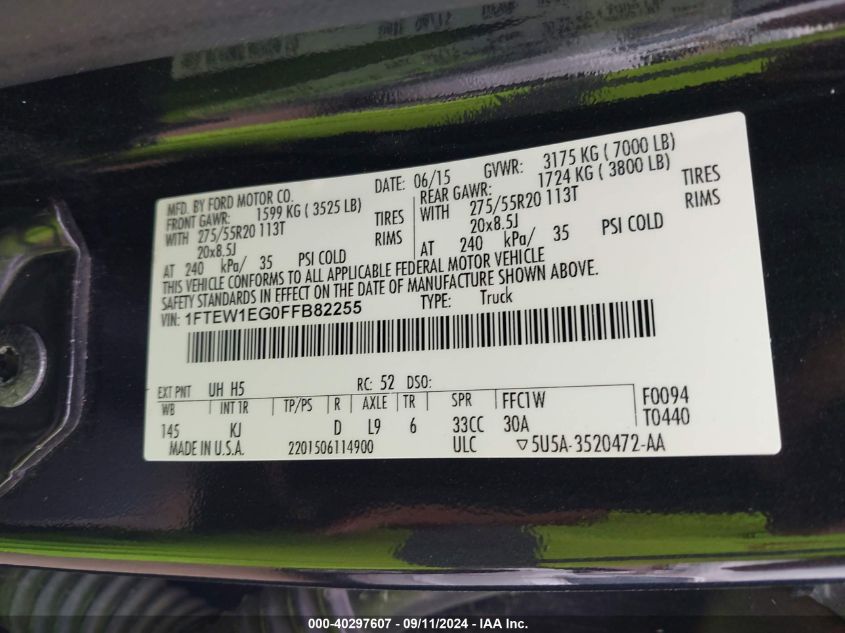 MFD. BY FORD MOTOR CO. DATE: 06/15 GVWR: 3175 KG ( 7000 LB)
FRONT GAWR: 1599 KG ( 3525 LB) REAR GAWR: 1724 KG ( 3800 LB)
WITH 275/55R20 113T TIRES WITH 275/55R20 113T TIRES
20x8.5J RIMS 20x8.5J RIMS
AT 240 kPa/ 35 PSI COLD AT 240 kPa/ 35 PSI COLD
THIS VEHICLE CONFORMS TO ALL APPLICABLE FEDERAL MOTOR VEHICLE
SAFETY STANDARDS IN EFFECT ON THE DATE OF MANUFACTURE SHOWN ABOVE.
VIN: 1FTEW1EG0FFB82255 TYPE: Truck
EXT PNT UH H5 RC: 52 DSO:
WB INT TR TP/PS R AXLE TR SPR FFC1W F0094
145 KJ D L9 6 33CC 30A T0440
MADE IN U.S.A. 2201506114900 ULC ▽5U5A-3520472-AA
000-40297607 - 09/11/2024 - IAA Inc.